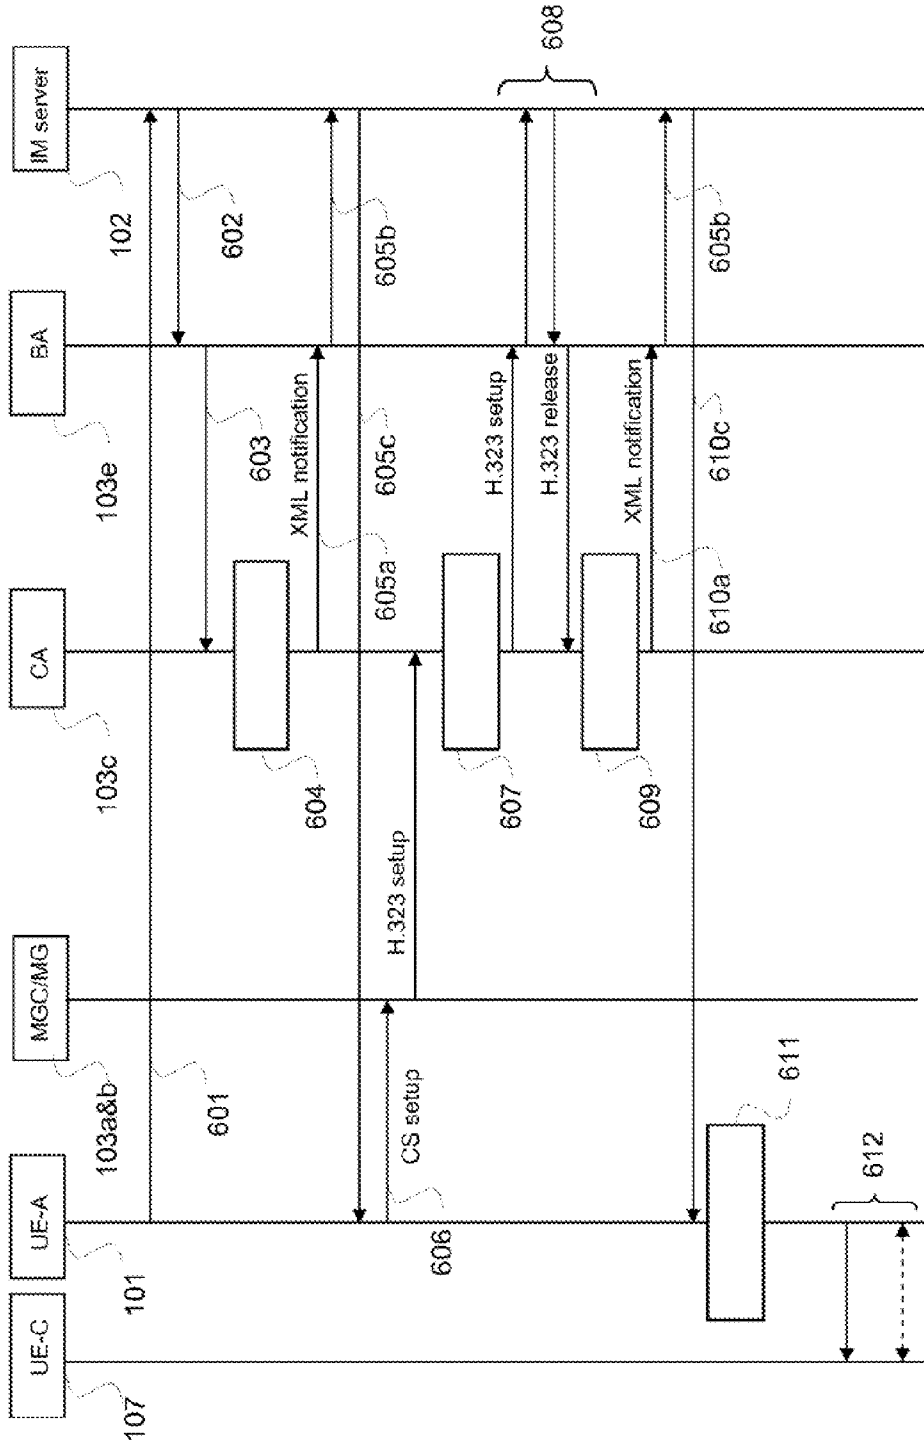 UE-C
UE-A
MGC/MG
CA
BA
IM server
107
101
103a&b
103c
103e
102
601
602
603
604
XML notification
605a
605b
605c
CS setup
606
H.323 setup
607
H.323 setup
H.323 release
608
609
XML notification
610a
605b
610c
611
612